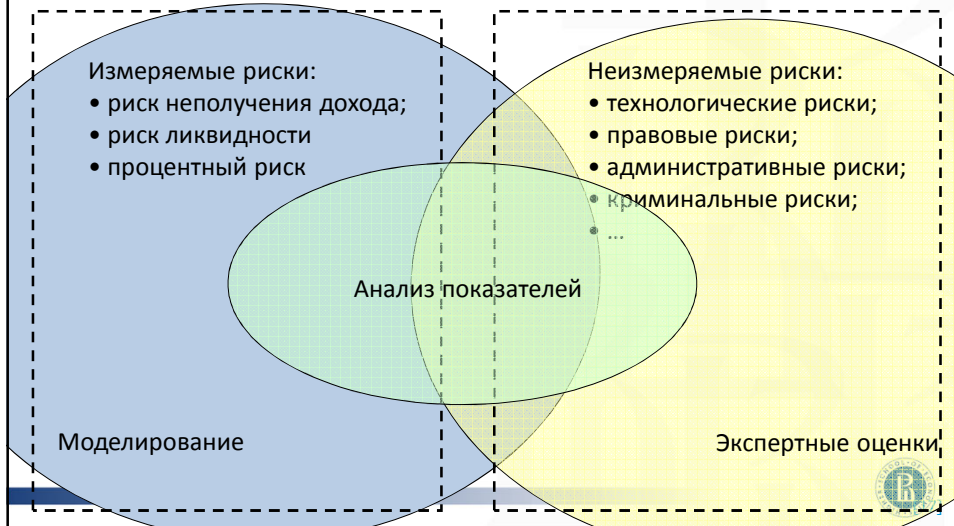 Измеряемые риски:
• риск неполучения дохода;
• риск ликвидности
• процентный риск
Неизмеряемые риски:
• технологические риски;
• правовые риски;
• административные риски;
• криминальные риски;
• ...
Анализ показателей
Моделирование
Экспертные оценки